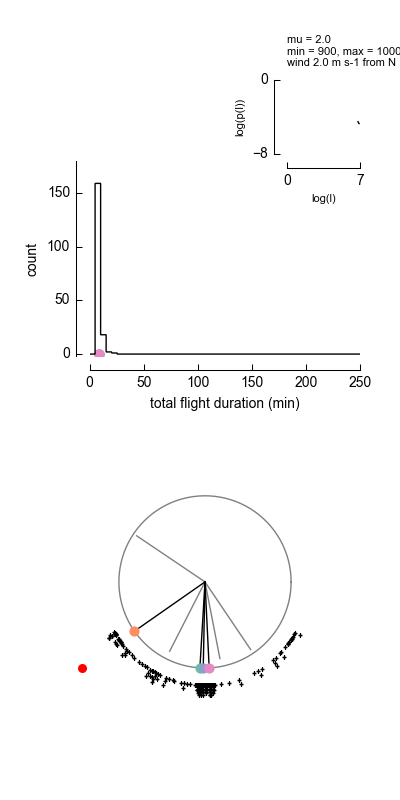 mu = 2.0
min = 900, max = 1000
wind 2.0 m s-1 from N
0
log(p(l))
−8
0 7
log(l)
150
100
count
50
0
0 50 100 150 200 250
total flight duration (min)